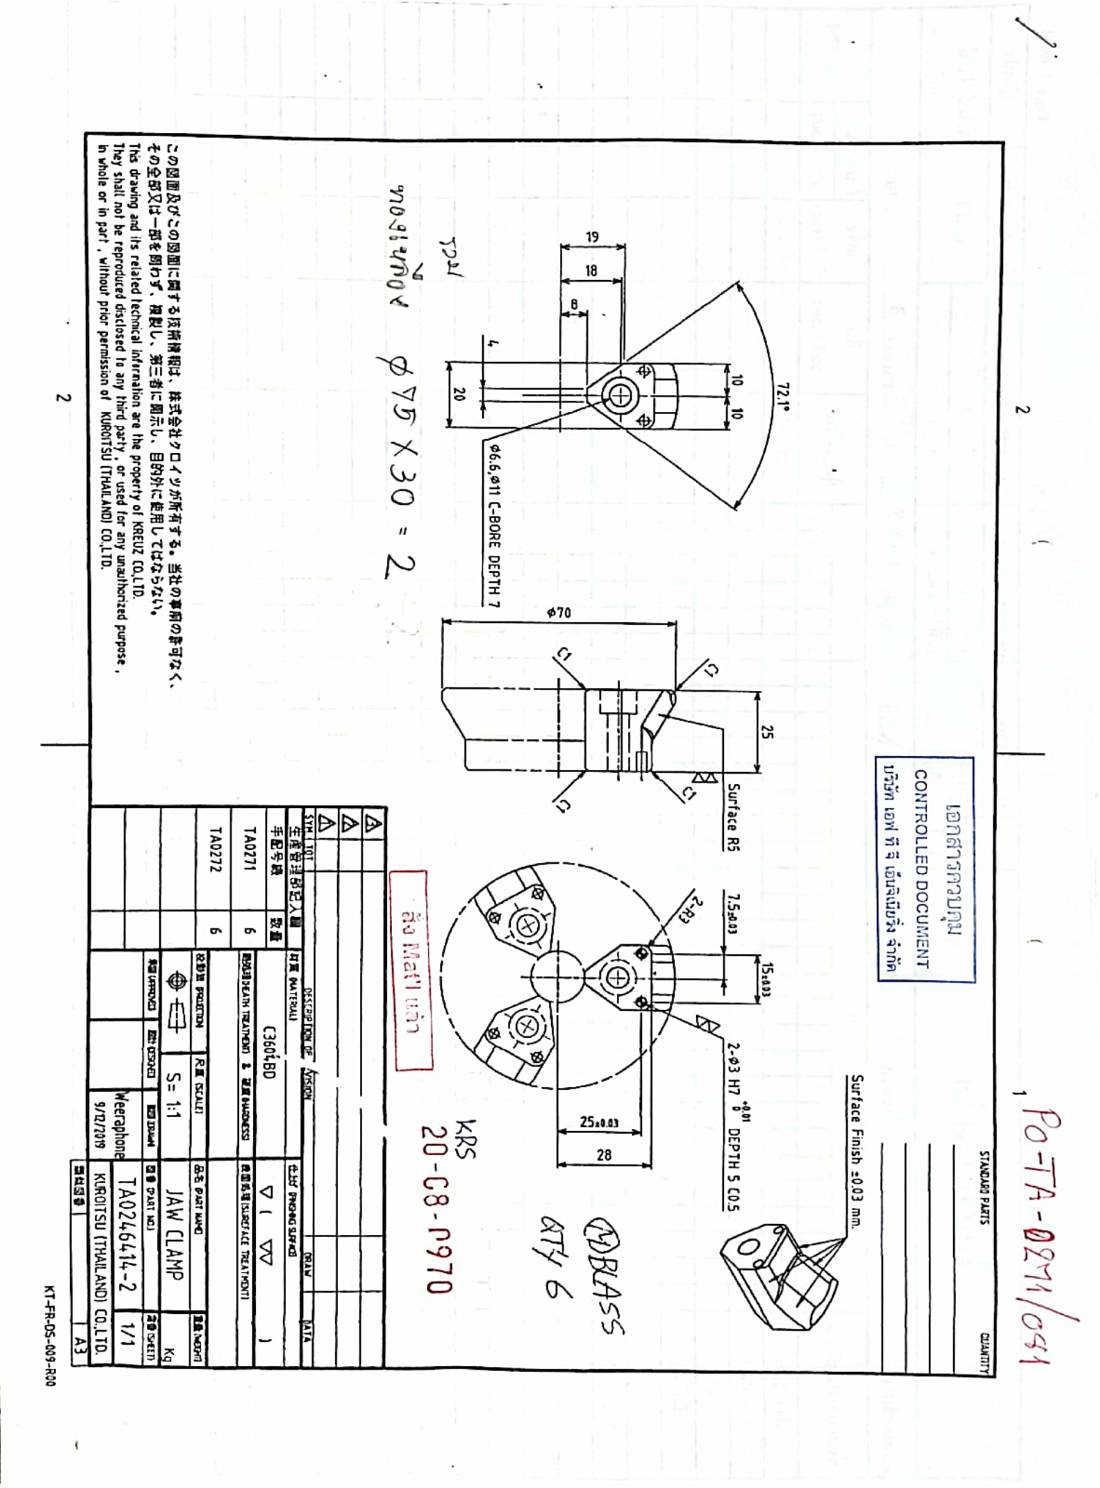 PO-TA-0271/081
2
1
STANDARD PARTS QUANTITY
เอกสารควบคุม
CONTROLLED DOCUMENT
บริษัท เอฟ ที จี เอ็นจิเนียริ่ง จำกัด
Surface Finish ±0.03 mm.
72.1°
10 10
19
18
8
4
20
Ø6.6,Ø11 C-BORE DEPTH 7
25
Surface R5
C1
C1
C1
C1
Ø70
15±0.03
7.5±0.03
2-Ø3 H7 +0.01 0 DEPTH 5 C0.5
2-R3
25±0.03
28
M BLASS
QTY 6
KRS
20-08-0970
สั่ง Mat'l แล้ว
รวม
ทองเหลือง Ø75 X 30 = 2
3
2
1
SYM TOT DESCRIPTION OF /VISION DRAW DATA
生産管理部記入欄
手配号機 数量
TA0271 6
TA0272 6
材質 (MATERIAL)
C3604BD
仕上げ (FINISHING SURFACE)
▽ ( ▽▽ )
熱処理(HEATH TREATMENT) & 硬度(HARDNESS)
表面処理(SUREFACE TREATMENT)
投影法 (PROJECTION)
尺度 (SCALE)
S= 1:1
品名 (PART NAME)
JAW CLAMP
重量(WEIGHT)
Kg
承認(APPROVED) 設計(DESIGNED) 製図(DRAWN)
Weeraphone
9/12/2019
図番 (PART NO.)
TA0246414-2
(SHEET)
1/1
KUROITSU (THAILAND) CO.,LTD.
A3
この図面及びこの図面に関する技術情報は、株式会社クロイツが所有する。当社の事前の許可なく、
その全部又は一部を問わず、複製し、第三者に開示し、目的外に使用してはならない。
This drawing and its related technical information are the property of KREUZ CO.,LTD.
They shall not be reproduced disclosed to any third party , or used for any unauthorized purpose ,
in whole or in part , without prior permission of KUROITSU (THAILAND) CO.,LTD.
2
KT-FR-DS-009-R00